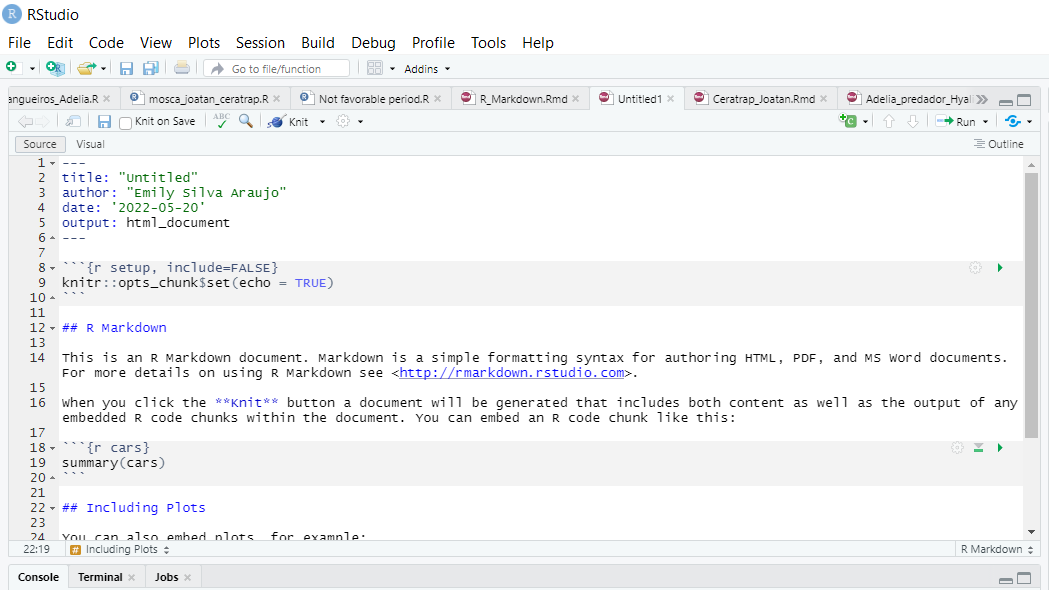 RStudio
File Edit Code View Plots Session Build Debug Profile Tools Help
Go to file/function Addins
angueiros_Adelia.R mosca_joatan_ceratrap.R Not favorable period.R R_Markdown.Rmd Untitled1 Ceratrap_Joatan.Rmd Adelia_predador_Hyali
Knit on Save ABC Knit Run
Source Visual Outline
1 ---
2 title: "Untitled"
3 author: "Emily Silva Araujo"
4 date: '2022-05-20'
5 output: html_document
6 ---
7
8 ```{r setup, include=FALSE}
9 knitr::opts_chunk$set(echo = TRUE)
10 ```
11
12 ## R Markdown
13
14 This is an R Markdown document. Markdown is a simple formatting syntax for authoring HTML, PDF, and MS Word documents.
For more details on using R Markdown see <http://rmarkdown.rstudio.com>.
15
16 When you click the **Knit** button a document will be generated that includes both content as well as the output of any
embedded R code chunks within the document. You can embed an R code chunk like this:
17
18 ```{r cars}
19 summary(cars)
20 ```
21
22 ## Including Plots
23
24 You can also embed plots, for example:
22:19 # Including Plots R Markdown
Console Terminal Jobs